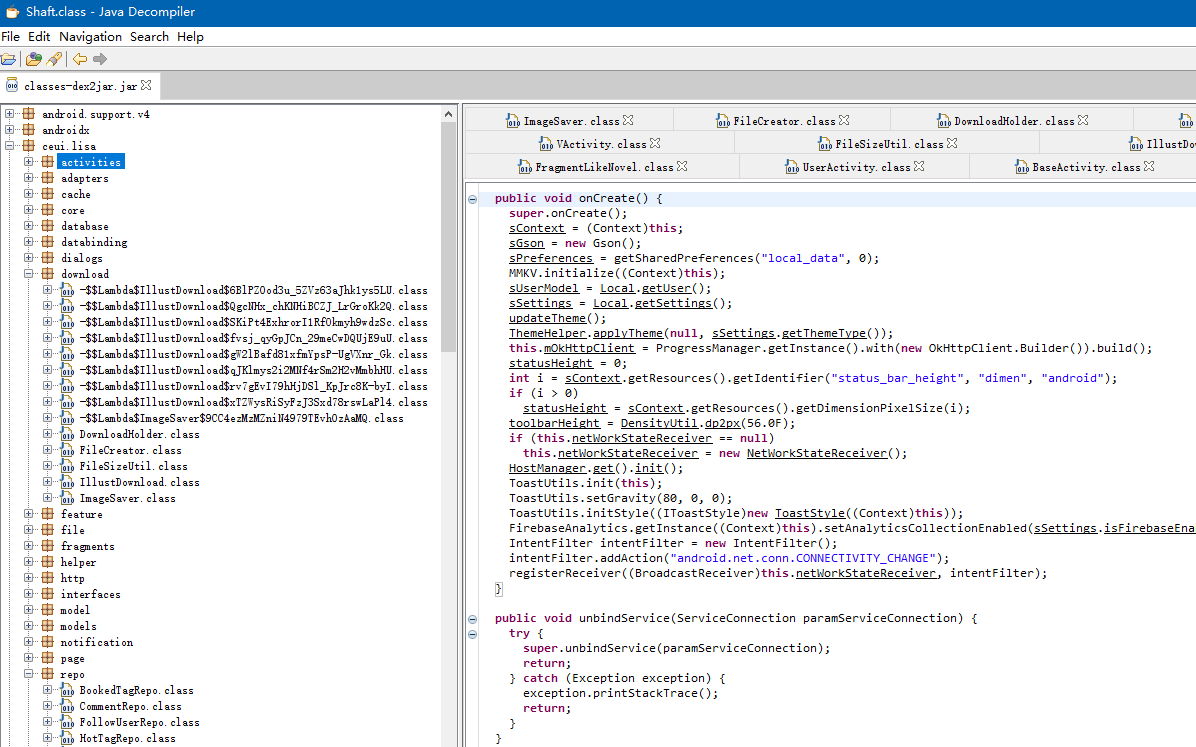 Shaft.class - Java Decompiler
File Edit Navigation Search Help
classes-dex2jar.jar
android.support.v4
androidx
ceui.lisa
activities
adapters
cache
core
database
databinding
dialogs
download
-$$Lambda$IllustDownload$6BlPZ0od3u_5ZVz63aJhk1ys5LU.class
-$$Lambda$IllustDownload$QgcNHx_chKNHiBCZJ_LrGroKk2Q.class
-$$Lambda$IllustDownload$SKiPt4ExhrorI1Rf0kmyh9wdzSc.class
-$$Lambda$IllustDownload$fvsj_qyGpJCn_29meCwDQUjE9uU.class
-$$Lambda$IllustDownload$gW2lBafd81xfmYpsP-UgVXnr_Gk.class
-$$Lambda$IllustDownload$qJKlmys2i2MNf4rSm2H2vMmbhHU.class
-$$Lambda$IllustDownload$rv7gEvI79hHjDSl_KpJrc8K-byI.class
-$$Lambda$IllustDownload$xTZWysRiSyFzJ3Sxd78rswLaPl4.class
-$$Lambda$ImageSaver$9CC4ezMzMZniN4979TEvhOzAaMQ.class
DownloadHolder.class
FileCreator.class
FileSizeUtil.class
IllustDownload.class
ImageSaver.class
feature
file
fragments
helper
http
interfaces
model
models
notification
page
repo
BookedTagRepo.class
CommentRepo.class
FollowUserRepo.class
HotTagRepo.class
ImageSaver.class FileCreator.class DownloadHolder.class
VActivity.class FileSizeUtil.class IllustDo
FragmentLikeNovel.class UserActivity.class BaseActivity.class
public void onCreate() {
super.onCreate();
sContext = (Context)this;
sGson = new Gson();
sPreferences = getSharedPreferences("local_data", 0);
MMKV.initialize((Context)this);
sUserModel = Local.getUser();
sSettings = Local.getSettings();
updateTheme();
ThemeHelper.applyTheme(null, sSettings.getThemeType());
this.mOkHttpClient = ProgressManager.getInstance().with(new OkHttpClient.Builder()).build();
statusHeight = 0;
int i = sContext.getResources().getIdentifier("status_bar_height", "dimen", "android");
if (i > 0)
statusHeight = sContext.getResources().getDimensionPixelSize(i);
toolbarHeight = DensityUtil.dp2px(56.0F);
if (this.netWorkStateReceiver == null)
this.netWorkStateReceiver = new NetWorkStateReceiver();
HostManager.get().init();
ToastUtils.init(this);
ToastUtils.setGravity(80, 0, 0);
ToastUtils.initStyle((IToastStyle)new ToastStyle((Context)this));
FirebaseAnalytics.getInstance((Context)this).setAnalyticsCollectionEnabled(sSettings.isFirebaseEna
IntentFilter intentFilter = new IntentFilter();
intentFilter.addAction("android.net.conn.CONNECTIVITY_CHANGE");
registerReceiver((BroadcastReceiver)this.netWorkStateReceiver, intentFilter);
}
public void unbindService(ServiceConnection paramServiceConnection) {
try {
super.unbindService(paramServiceConnection);
return;
} catch (Exception exception) {
exception.printStackTrace();
return;
}
}